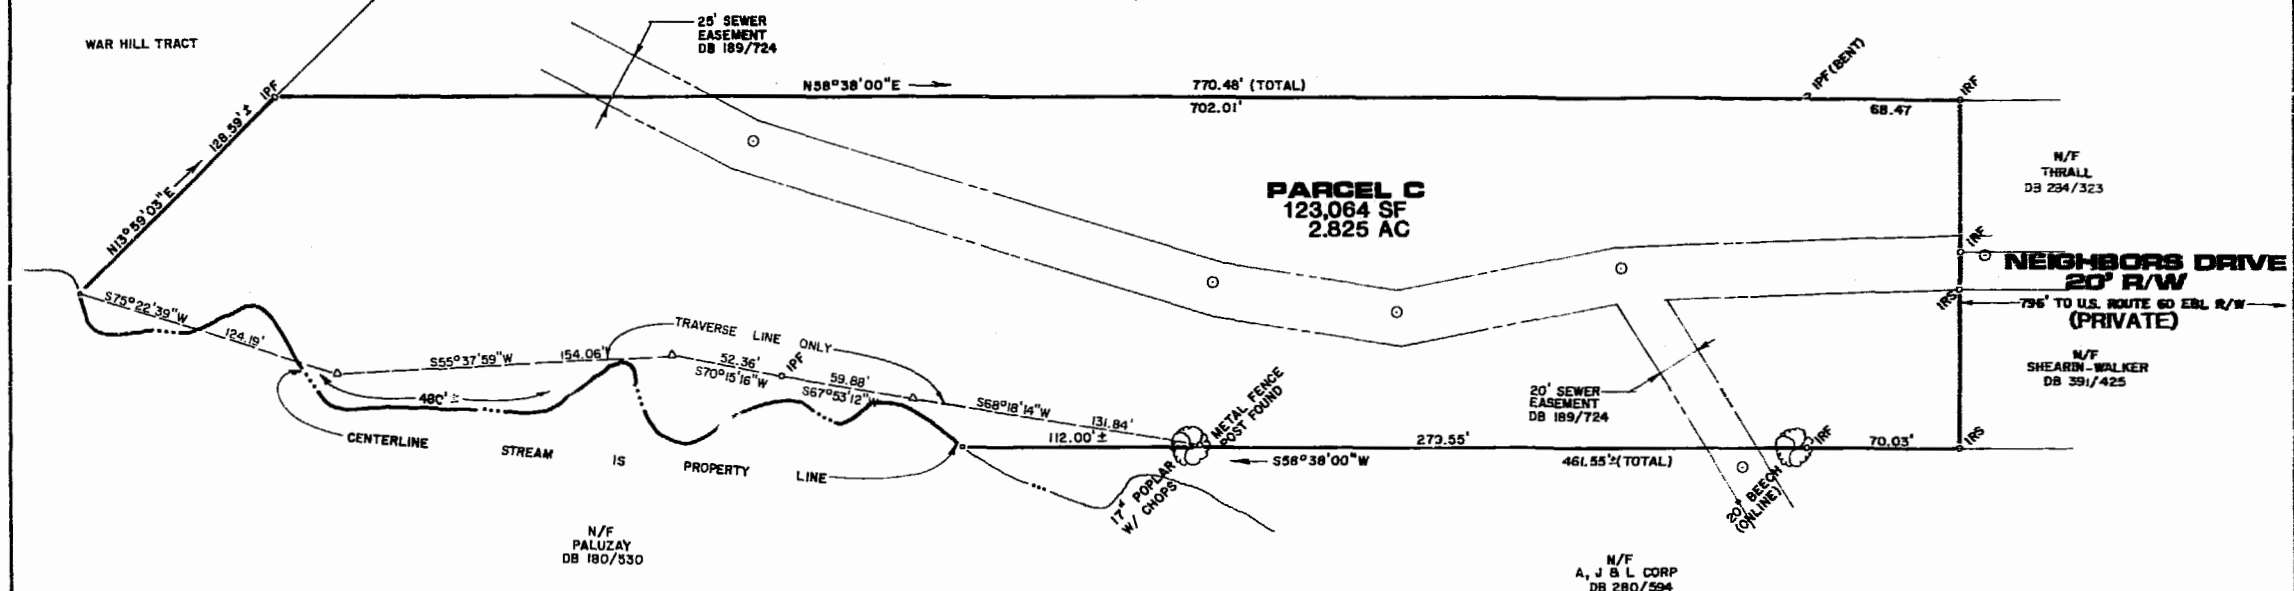 WAR HILL TRACT
25' SEWER
EASEMENT
DB 189/724
N58°38'00"E
770.48' (TOTAL)
702.01'
IPF (BENT)
68.47
IRF
IPF
128.59' ±
N13°59'03"E
N/F
THRALL
DB 234/323
PARCEL C
123,064 SF
2.825 AC
IRF
NEIGHBORS DRIVE
20' R/W
796' TO U.S. ROUTE 60 EBL R/W
(PRIVATE)
IRS
N/F
SHEARIN-WALKER
DB 391/425
S75°22'39"W
124.19'
S55°37'59"W
154.06'
TRAVERSE LINE ONLY
52.36'
S70°15'16"W
IPF
59.88'
S67°53'12"W
S68°18'14"W
131.84'
480' ±
CENTERLINE STREAM IS PROPERTY LINE
112.00' ±
METAL FENCE
POST FOUND
17" POPLAR
W/ CHOPS
279.55'
S58°38'00"W
461.55'±(TOTAL)
20' SEWER
EASEMENT
DB 189/724
20" BEECH
(ONLINE)
IRF
70.03'
IRS
N/F
PALUZAY
DB 180/530
N/F
A, J & L CORP
DB 280/594